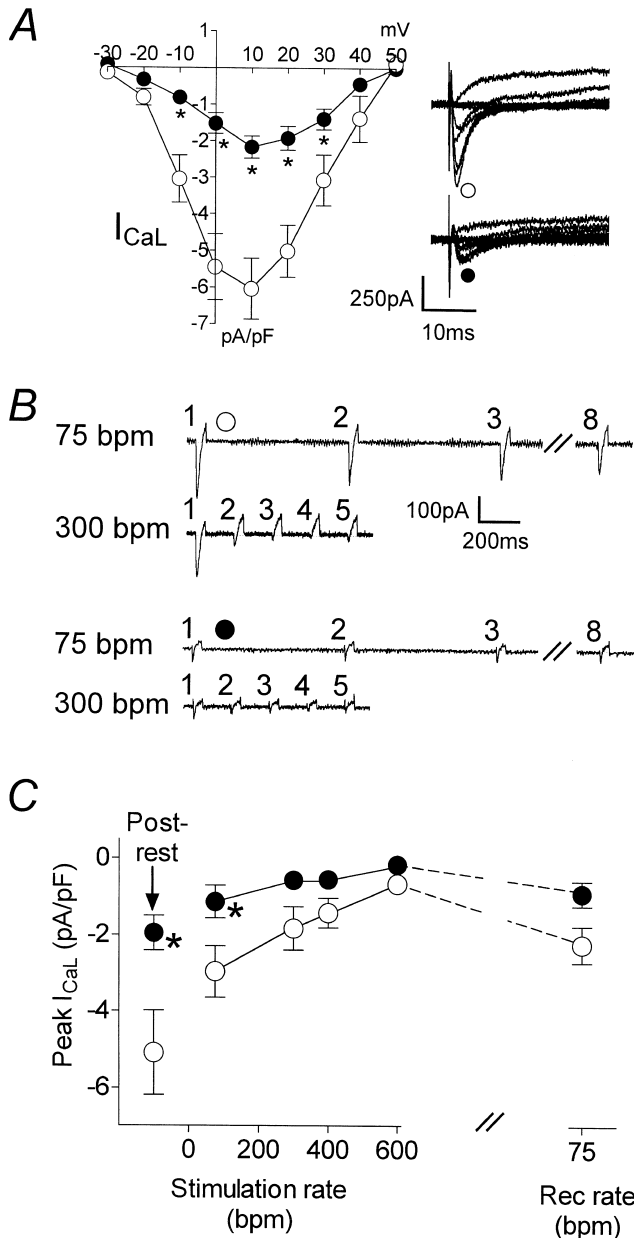 A
1
mV
-30 -20 -10 10 20 30 40 50
-1
-2
-3
-4
-5
-6
-7
* * * * *
I CaL
pA/pF
250pA
10ms
B
75 bpm
1 2 3 8
300 bpm
1 2 3 4 5
100pA
200ms
75 bpm
1 2 3 8
300 bpm
1 2 3 4 5
C
Post-
rest
0
-2
-4
-6
* *
Peak I CaL (pA/pF)
0 200 400 600 75
Stimulation rate
(bpm)
Rec rate
(bpm)